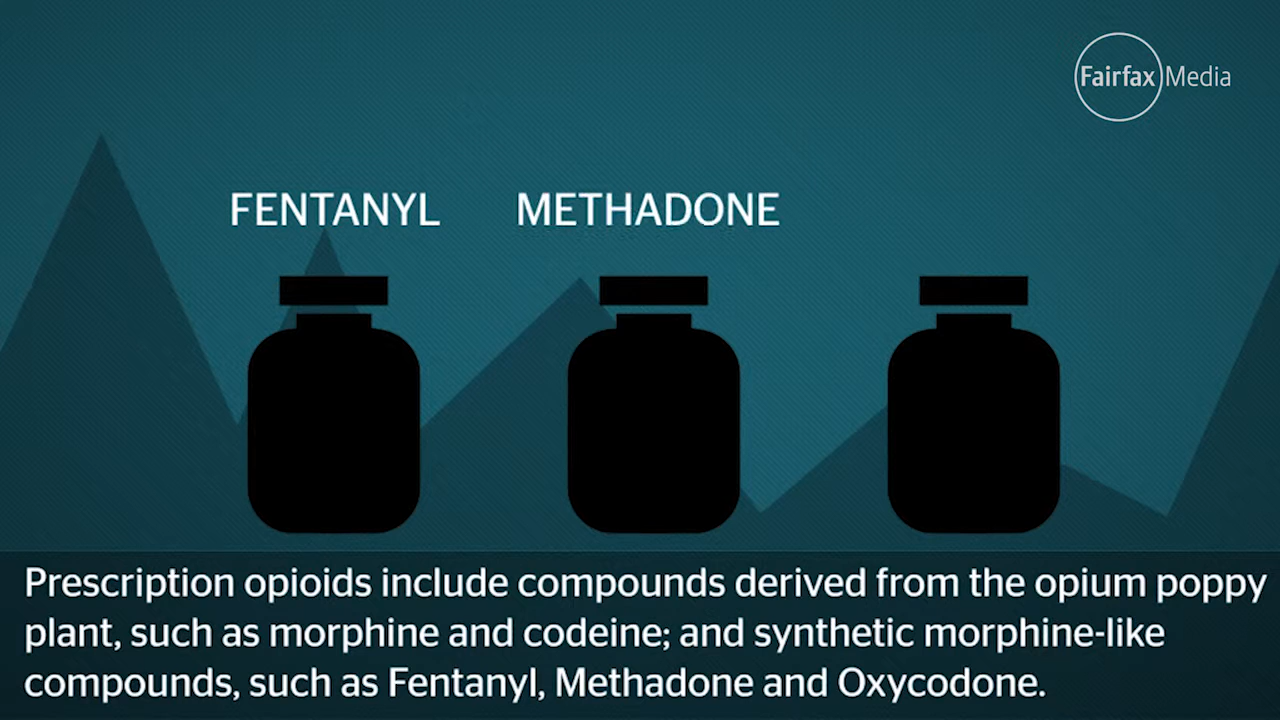 Fairfax Media
FENTANYL METHADONE
Prescription opioids include compounds derived from the opium poppy
plant, such as morphine and codeine; and synthetic morphine-like
compounds, such as Fentanyl, Methadone and Oxycodone.